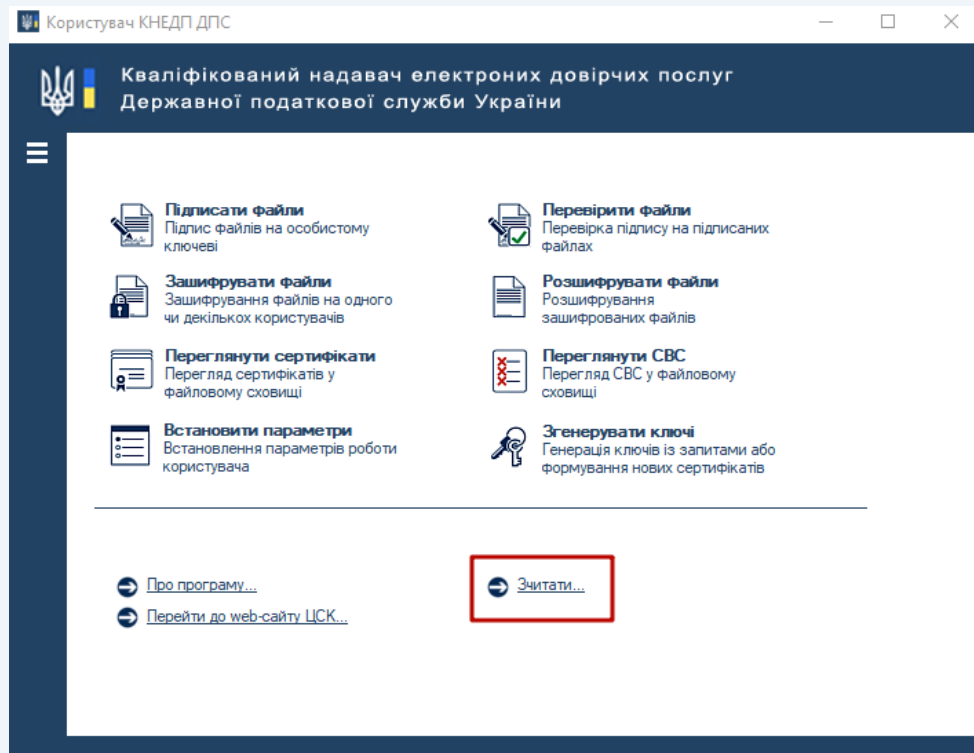 Користувач КНЕДП ДПС
Кваліфікований надавач електроних довірчих послуг
Державної податкової служби України
Підписати файли
Підпис файлів на особистому
ключеві
Перевірити файли
Перевірка підпису на підписаних
файлах
Зашифрувати файли
Зашифрування файлів на одного
чи декількох користувачів
Розшифрувати файли
Розшифрування
зашифрованих файлів
Переглянути сертифікати
Перегляд сертифікатів у
файловому сховищі
Переглянути СВС
Перегляд СВС у файловому
сховищі
Встановити параметри
Встановлення параметрів роботи
користувача
Згенерувати ключі
Генерація ключів із запитами або
формування нових сертифікатів
Про програму...
Зчитати...
Перейти до web-сайту ЦСК...